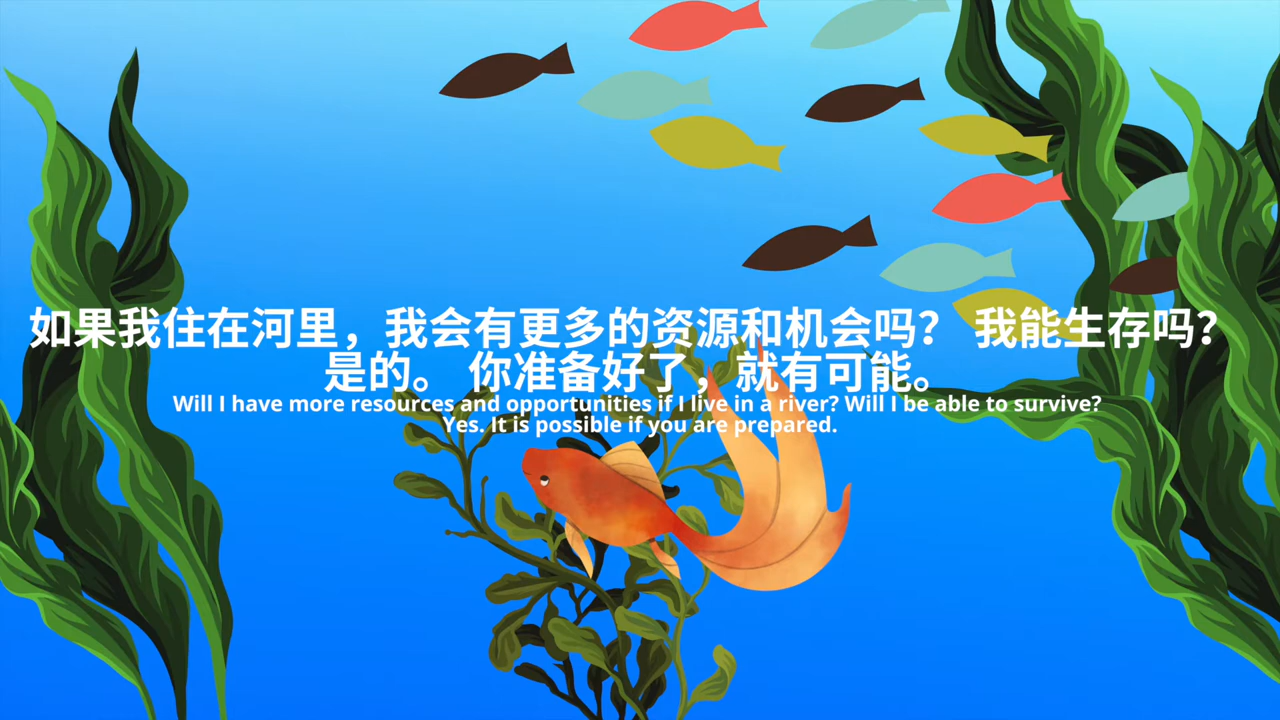 如果我住在河里，我会有更多的资源和机会吗？ 我能生存吗？
是的。 你准备好了，就有可能。
Will I have more resources and opportunities if I live in a river? Will I be able to survive?
Yes. It is possible if you are prepared.